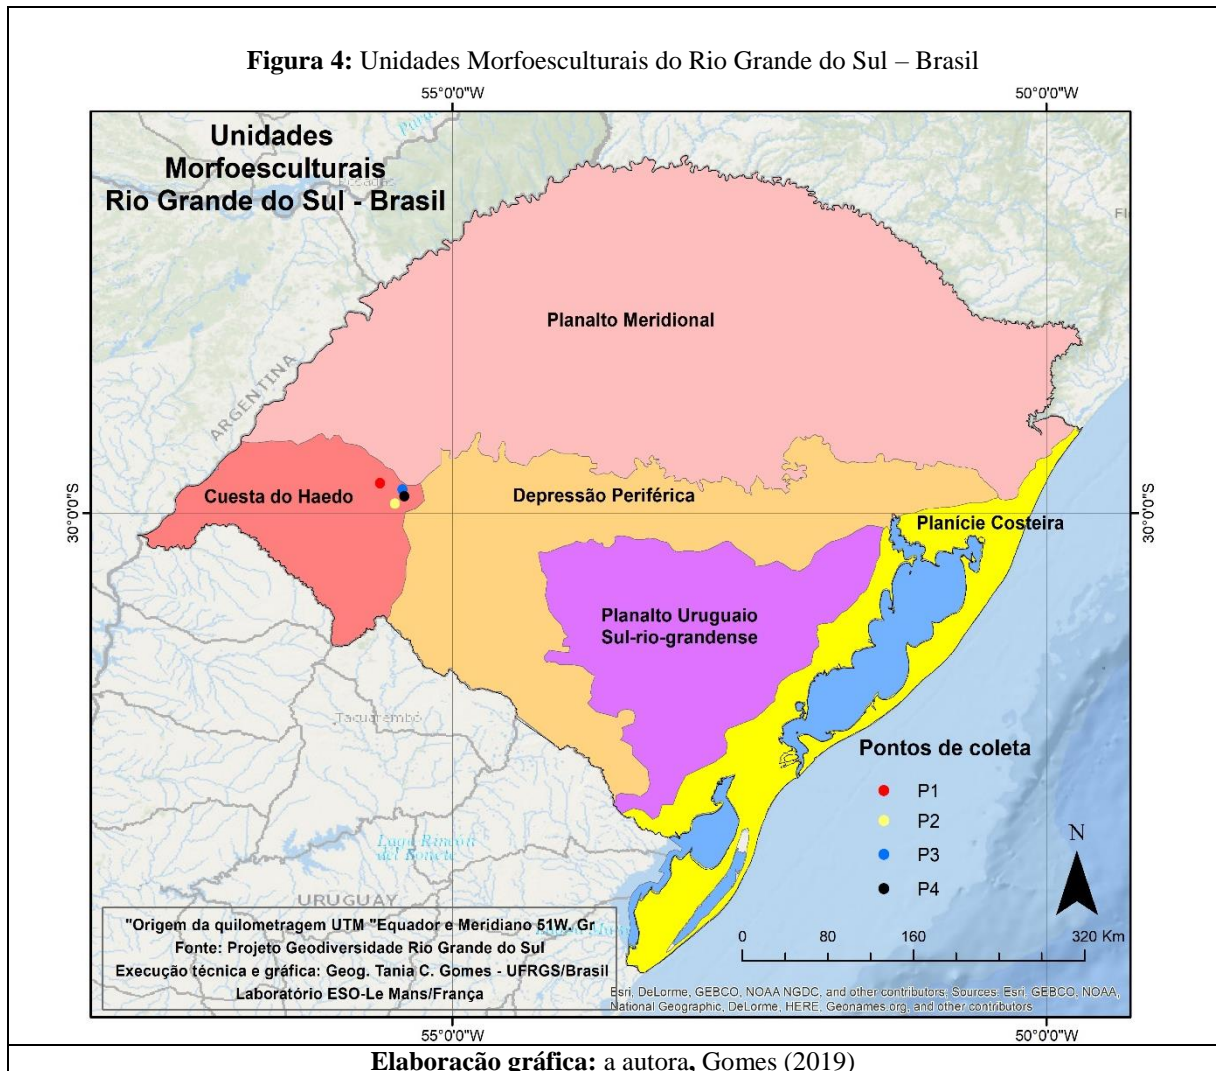 Figura 4: Unidades Morfoesculturais do Rio Grande do Sul – Brasil
55°0'0"W
50°0'0"W
Unidades
Morfoesculturais
Rio Grande do Sul - Brasil
Planalto Meridional
ARGENTINA
Cuesta do Haedo
Depressão Periférica
30°0'0"S
30°0'0"S
Planície Costeira
Planalto Uruguaio
Sul-rio-grandense
Tacuarembó
Pontos de coleta
P1
P2
P3
P4
N
Lago Rincón
del Bonete
URUGUAY
"Origem da quilometragem UTM "Equador e Meridiano 51W. Gr
Fonte: Projeto Geodiversidade Rio Grande do Sul
Execução técnica e gráfica: Geog. Tania C. Gomes - UFRGS/Brasil
Laboratório ESO-Le Mans/França
0 80 160 320 Km
Esri, DeLorme, GEBCO, NOAA NGDC, and other contributors; Sources: Esri, GEBCO, NOAA,
National Geographic, DeLorme, HERE, Geonames.org, and other contributors
55°0'0"W
50°0'0"W
Elaboração gráfica: a autora, Gomes (2019)